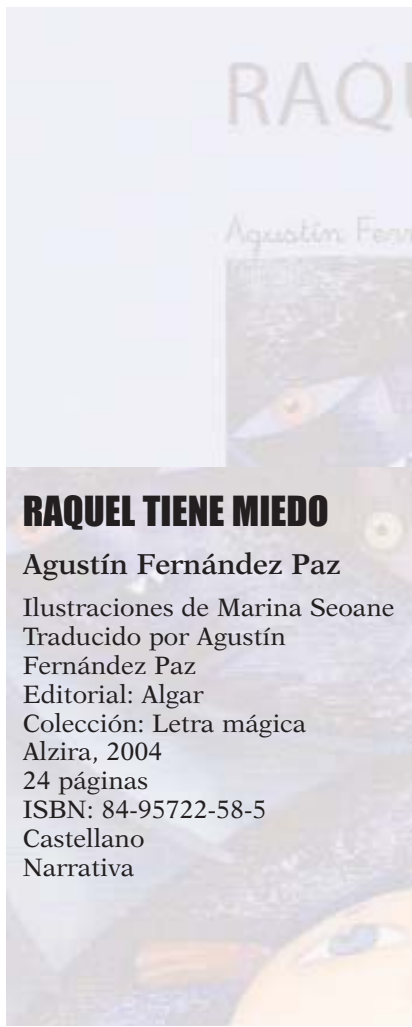 RAQU
Agustín Fern
RAQUEL TIENE MIEDO
Agustín Fernández Paz
Ilustraciones de Marina Seoane
Traducido por Agustín
Fernández Paz
Editorial: Algar
Colección: Letra mágica
Alzira, 2004
24 páginas
ISBN: 84-95722-58-5
Castellano
Narrativa